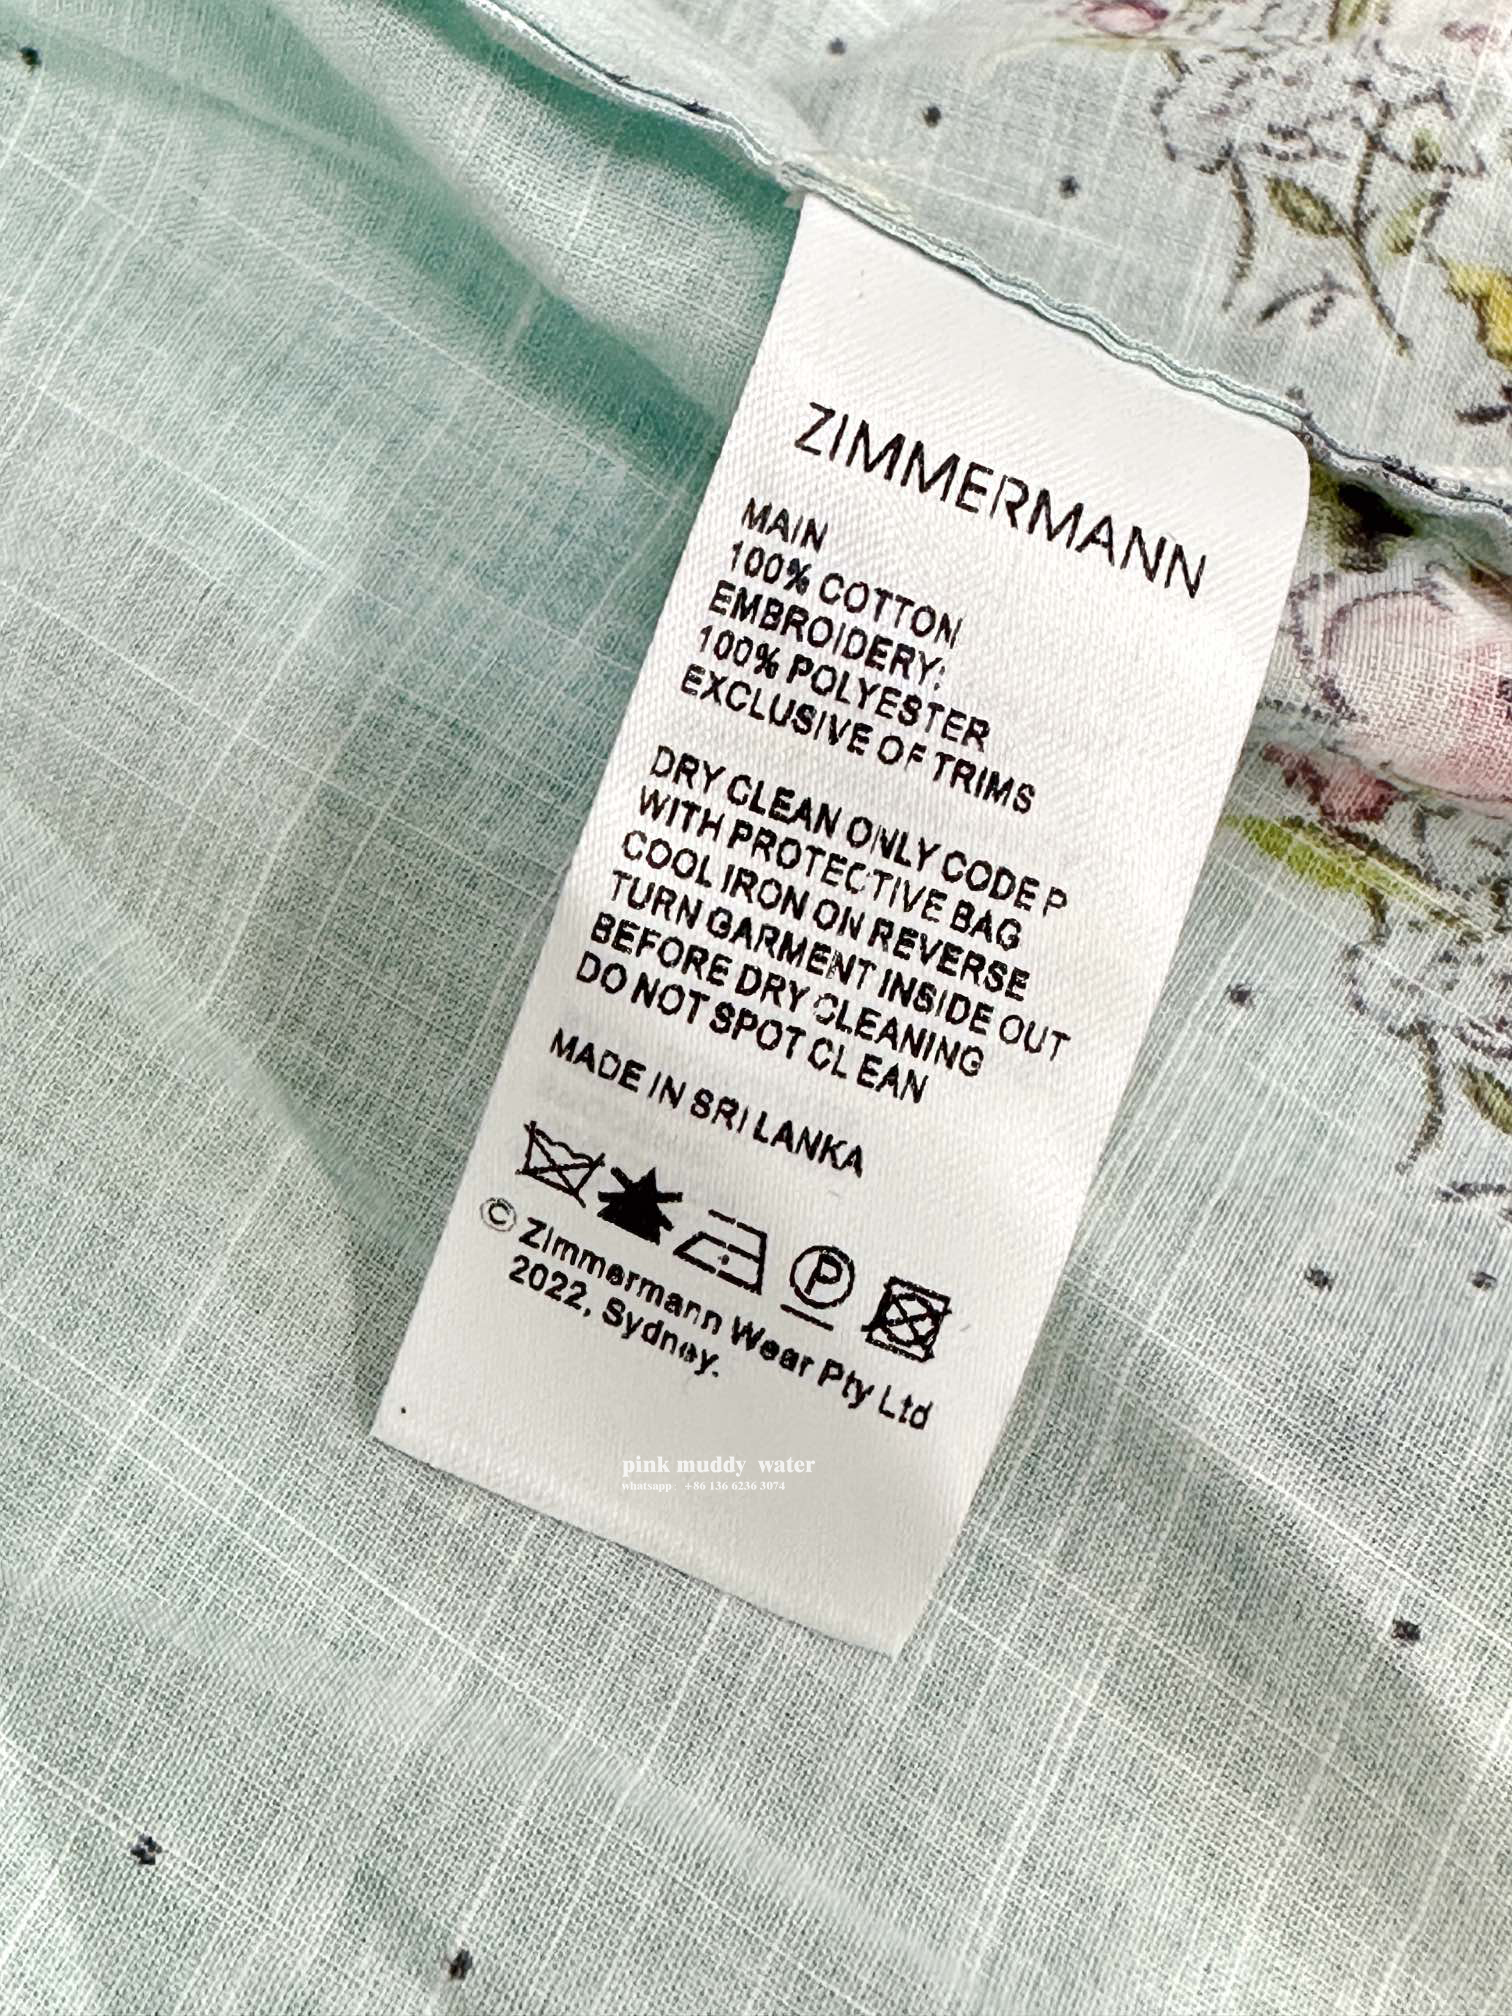 ZIMMERMANN
MAIN
100% COTTON
EMBROIDERY:
100% POLYESTER
EXCLUSIVE OF TRIMS
DRY CLEAN ONLY CODE P
WITH PROTECTIVE BAG
COOL IRON ON REVERSE
TURN GARMENT INSIDE OUT
BEFORE DRY CLEANING
DO NOT SPOT CLEAN
MADE IN SRI LANKA
P
© Zimmermann Wear Pty Ltd
2022, Sydney.
pink muddy water
whatsapp +86 136 6236 3074